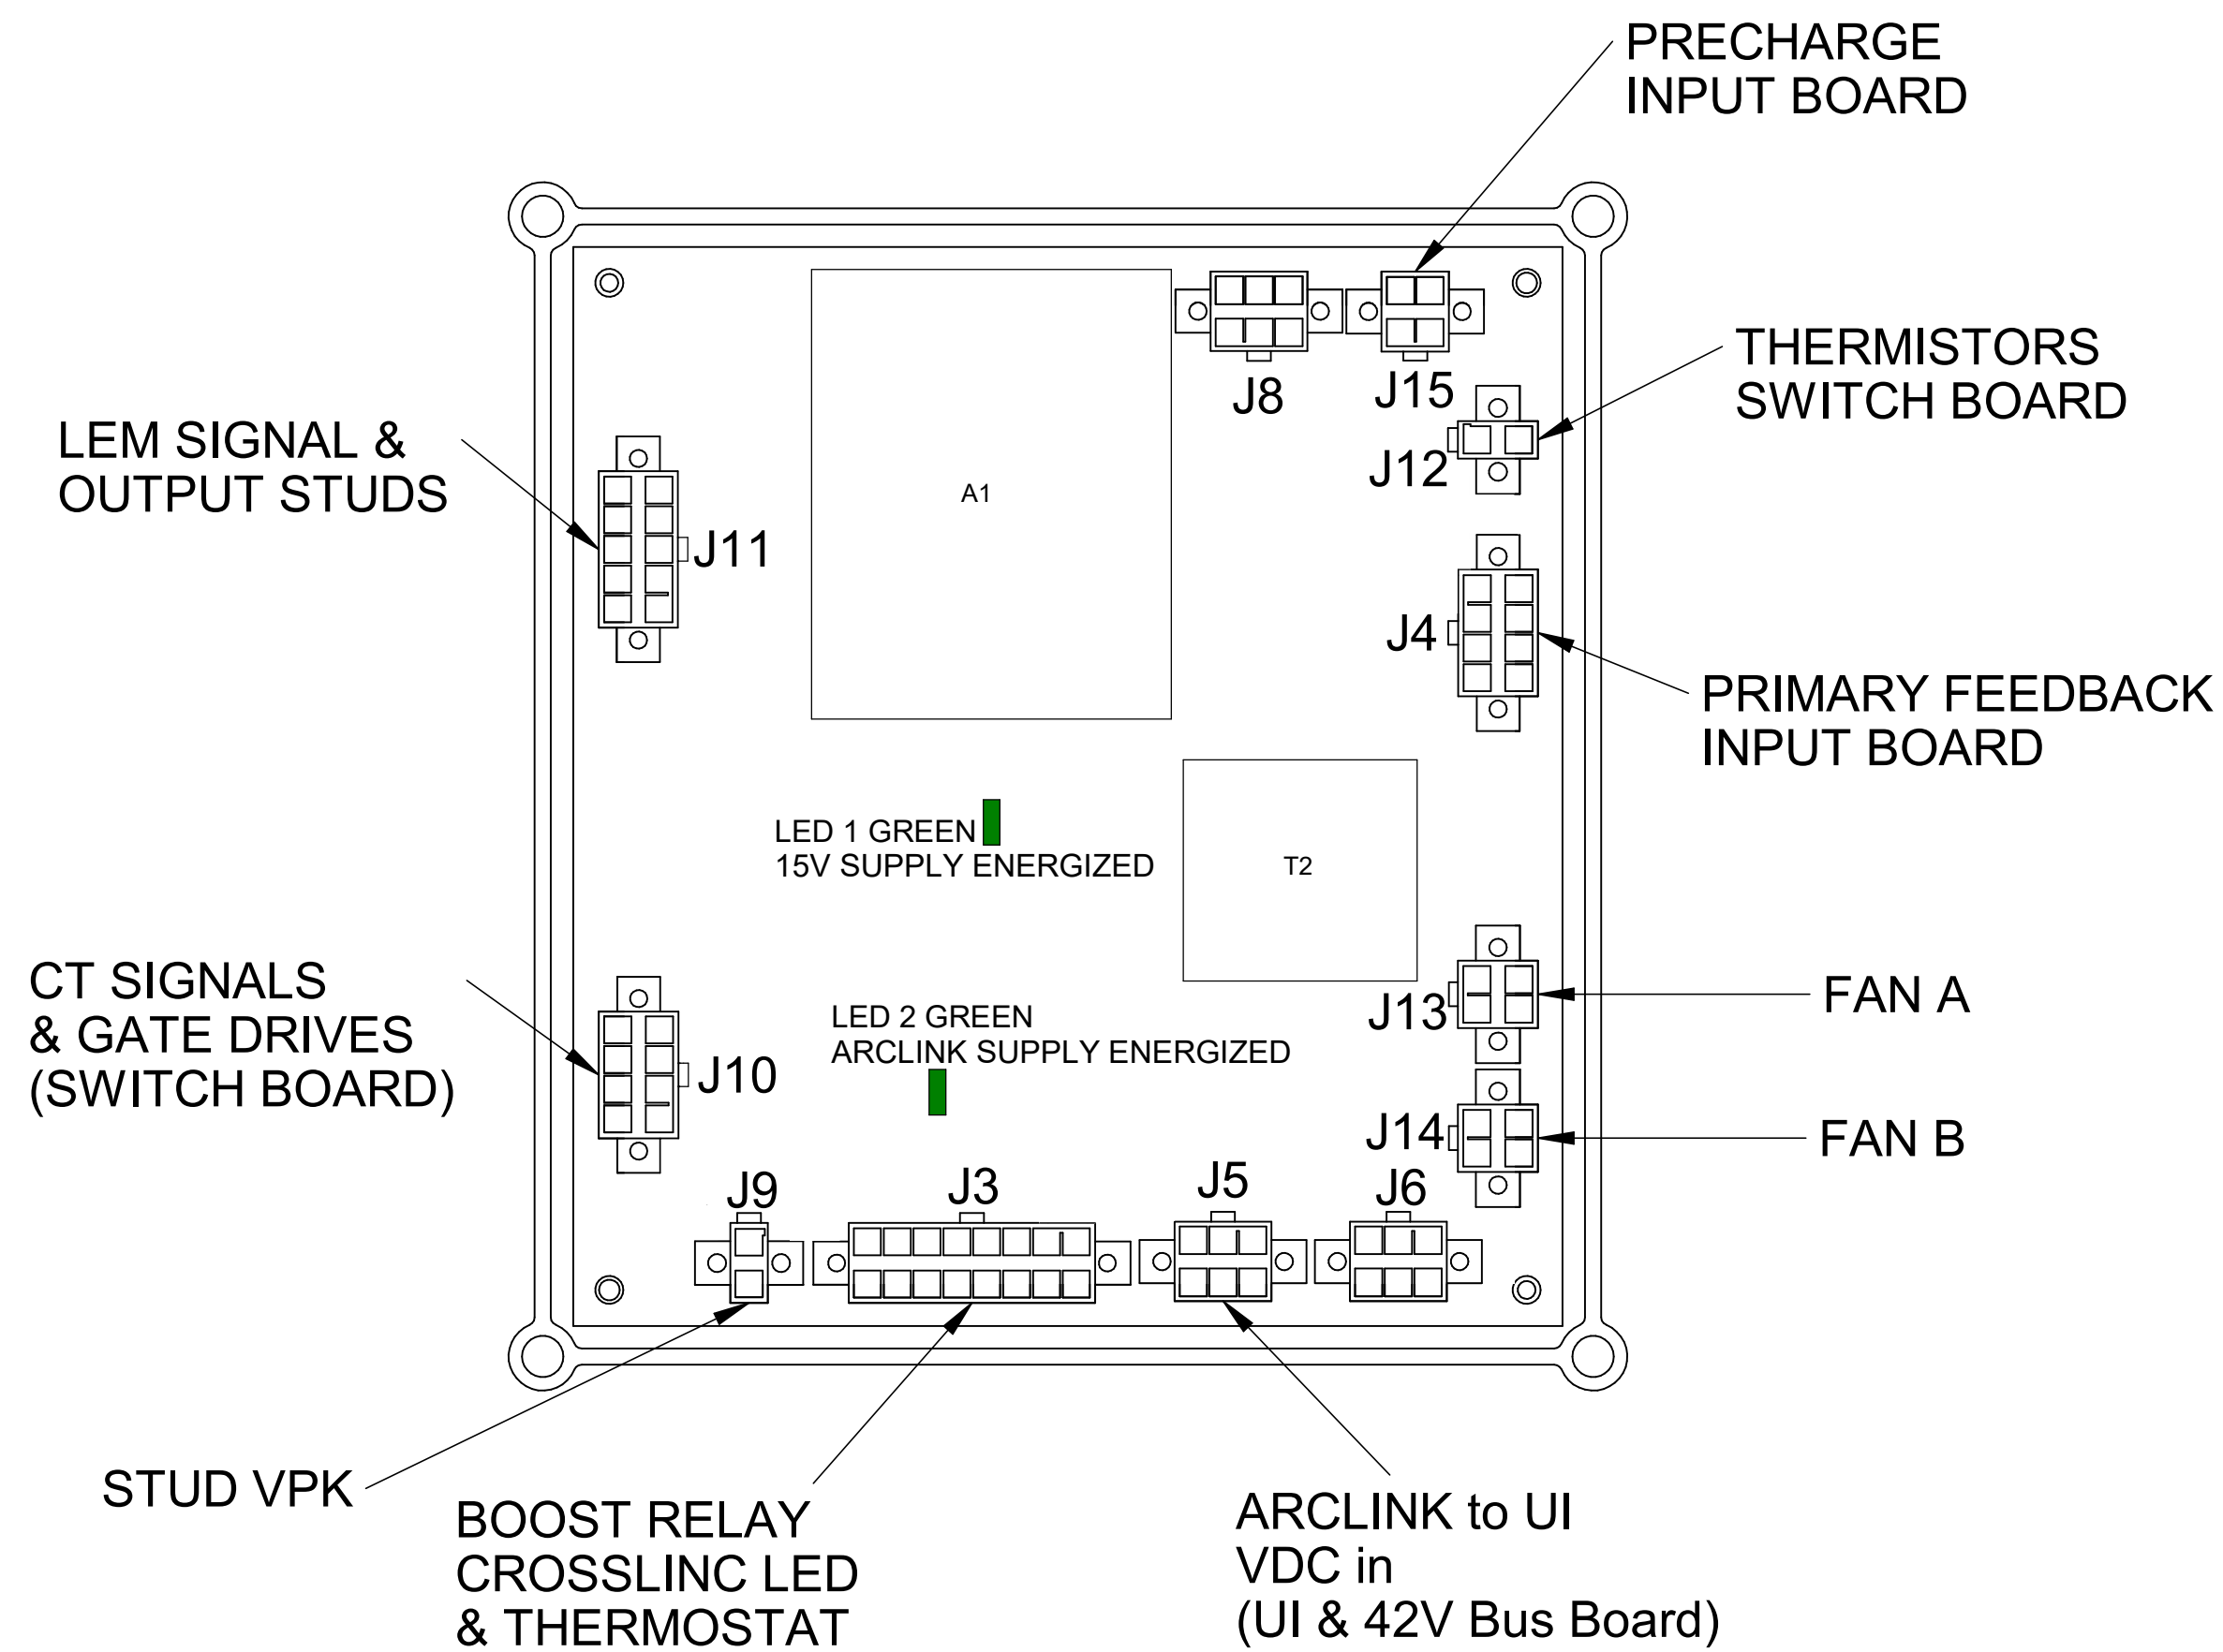 PRECHARGE
INPUT BOARD
THERMISTORS
SWITCH BOARD
J8
J15
J12
LEM SIGNAL &
OUTPUT STUDS
A1
J11
J4
PRIMARY FEEDBACK
INPUT BOARD
LED 1 GREEN
15V SUPPLY ENERGIZED
T2
CT SIGNALS
& GATE DRIVES
(SWITCH BOARD)
J10
LED 2 GREEN
ARCLINK SUPPLY ENERGIZED
J13
FAN A
J14
FAN B
J9
J3
J5
J6
STUD VPK
BOOST RELAY
CROSSLINC LED
& THERMOSTAT
ARCLINK to UI
VDC in
(UI & 42V Bus Board)